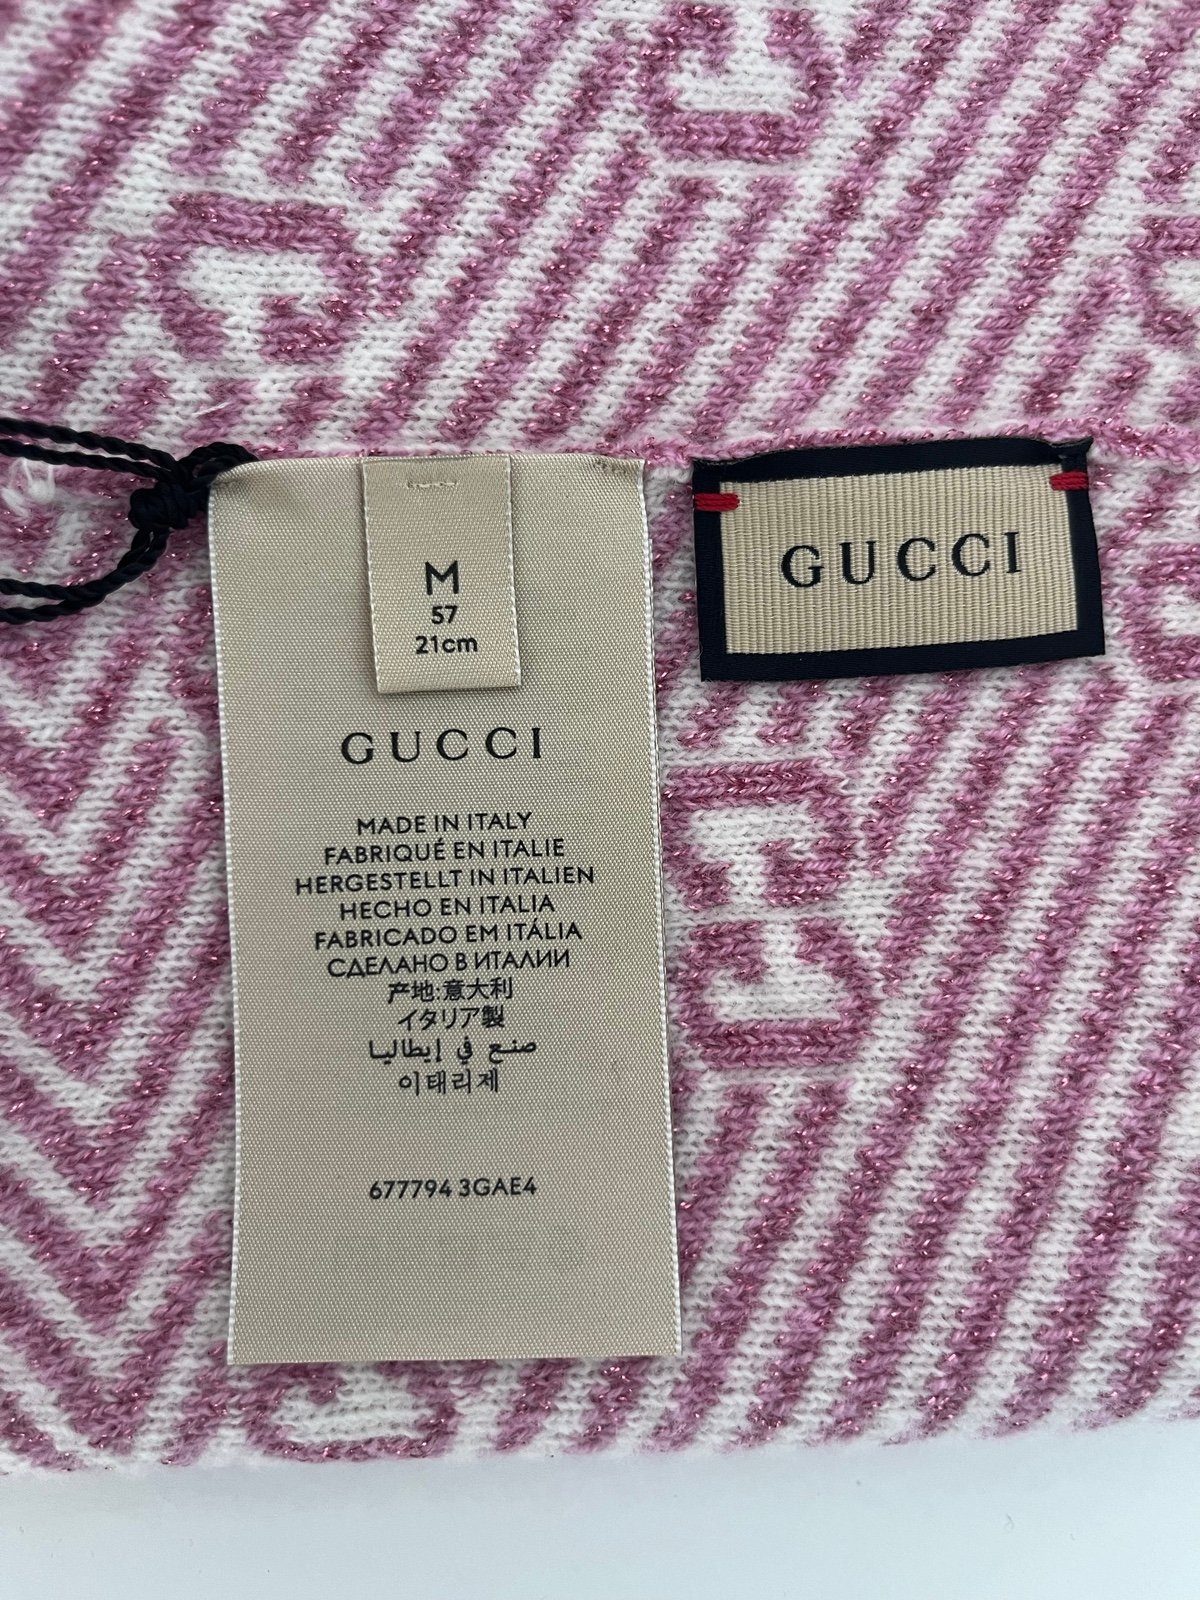 M
57
21cm
GUCCI
MADE IN ITALY
FABRIQUÉ EN ITALIE
HERGESTELLT IN ITALIEN
HECHO EN ITALIA
FABRICADO EM ITÁLIA
СДЕЛАНО В ИТАЛИИ
产地:意大利
イタリア製
صنع في إيطاليا
이태리제
677794 3GAE4
GUCCI